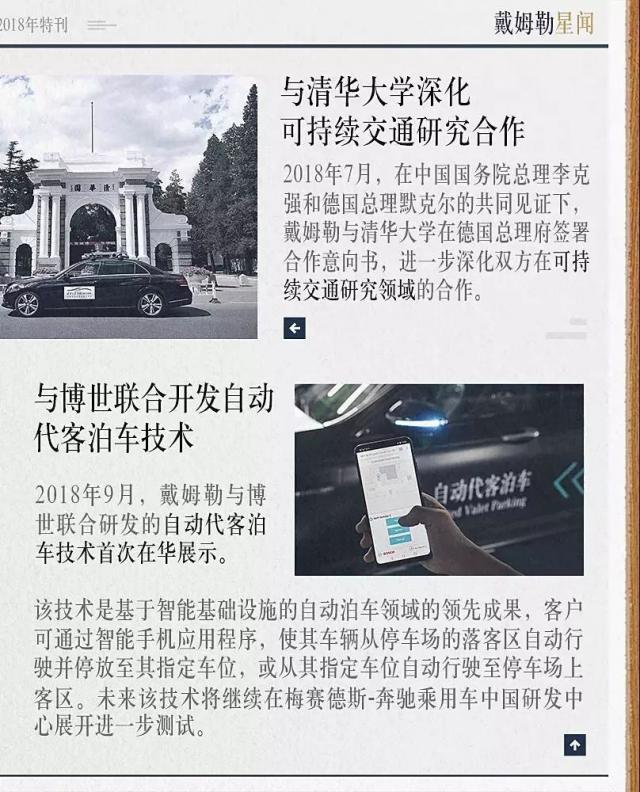 2018年特刊
戴姆勒星闻
与清华大学深化
可持续交通研究合作
2018年7月，在中国国务院总理李克
强和德国总理默克尔的共同见证下，
戴姆勒与清华大学在德国总理府签署
合作意向书，进一步深化双方在可持
续交通研究领域的合作。
園華清
与博世联合开发自动
代客泊车技术
2018年9月，戴姆勒与博
世联合研发的自动代客泊
车技术首次在华展示。
自动代客泊车
Valet Parking
BOSCH
该技术是基于智能基础设施的自动泊车领域的领先成果，客户
可通过智能手机应用程序，使其车辆从停车场的落客区自动行
驶并停放至其指定车位，或从其指定车位自动行驶至停车场上
客区。未来该技术将继续在梅赛德斯-奔驰乘用车中国研发中
心展开进一步测试。